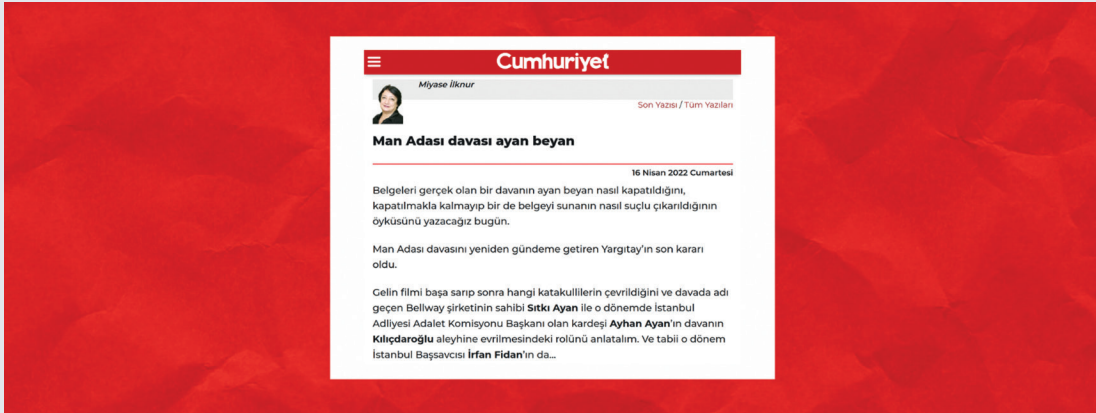 Cumhuriyet
Miyase İlknur
Son Yazısı / Tüm Yazıları
Man Adası davası ayan beyan
16 Nisan 2022 Cumartesi
Belgeleri gerçek olan bir davanın ayan beyan nasıl kapatıldığını,
kapatılmakla kalmayıp bir de belgeyi sunanın nasıl suçlu çıkarıldığının
öyküsünü yazacağız bugün.
Man Adası davasını yeniden gündeme getiren Yargıtay'ın son kararı
oldu.
Gelin filmi başa sarıp sonra hangi katakullilerin çevrildiğini ve davada adı
geçen Bellway şirketinin sahibi Sıtkı Ayan ile o dönemde İstanbul
Adliyesi Adalet Komisyonu Başkanı olan kardeşi Ayhan Ayan'ın davanın
Kılıçdaroğlu aleyhine evrilmesindeki rolünü anlatalım. Ve tabii o dönem
İstanbul Başsavcısı İrfan Fidan'ın da...